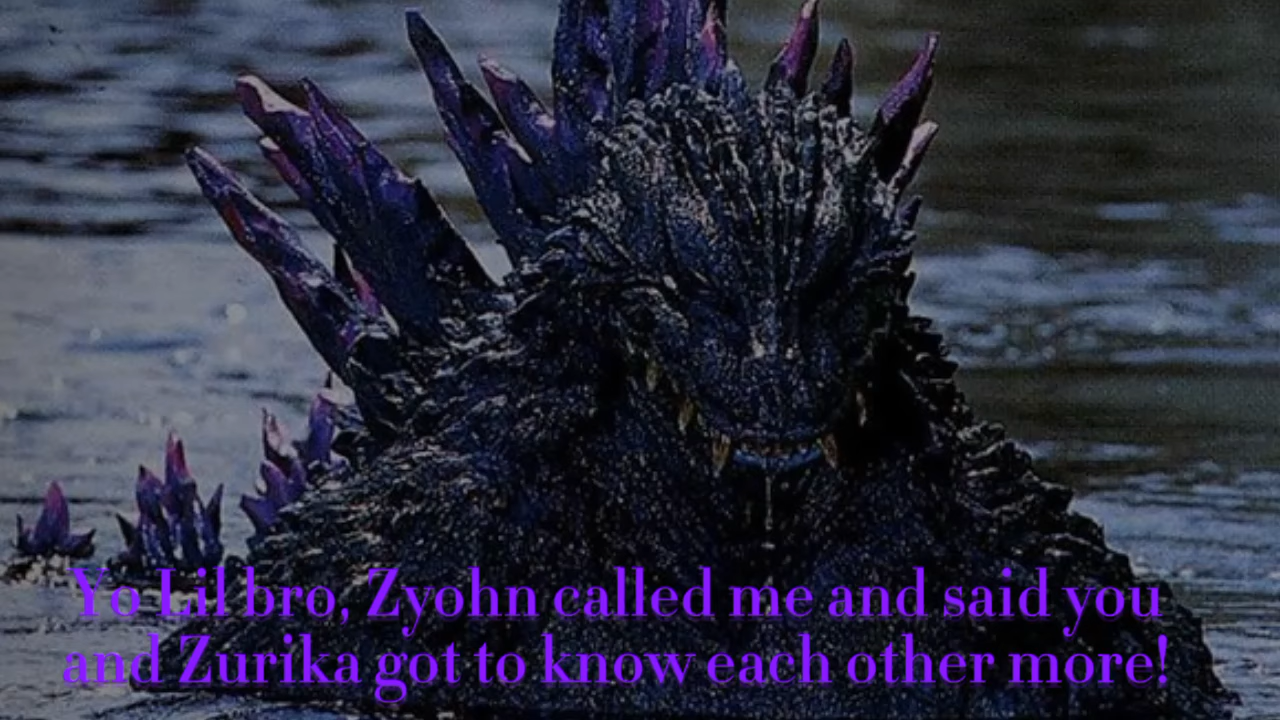 Yo Lil bro, Zyohn called me and said you
and Zurika got to know each other more!